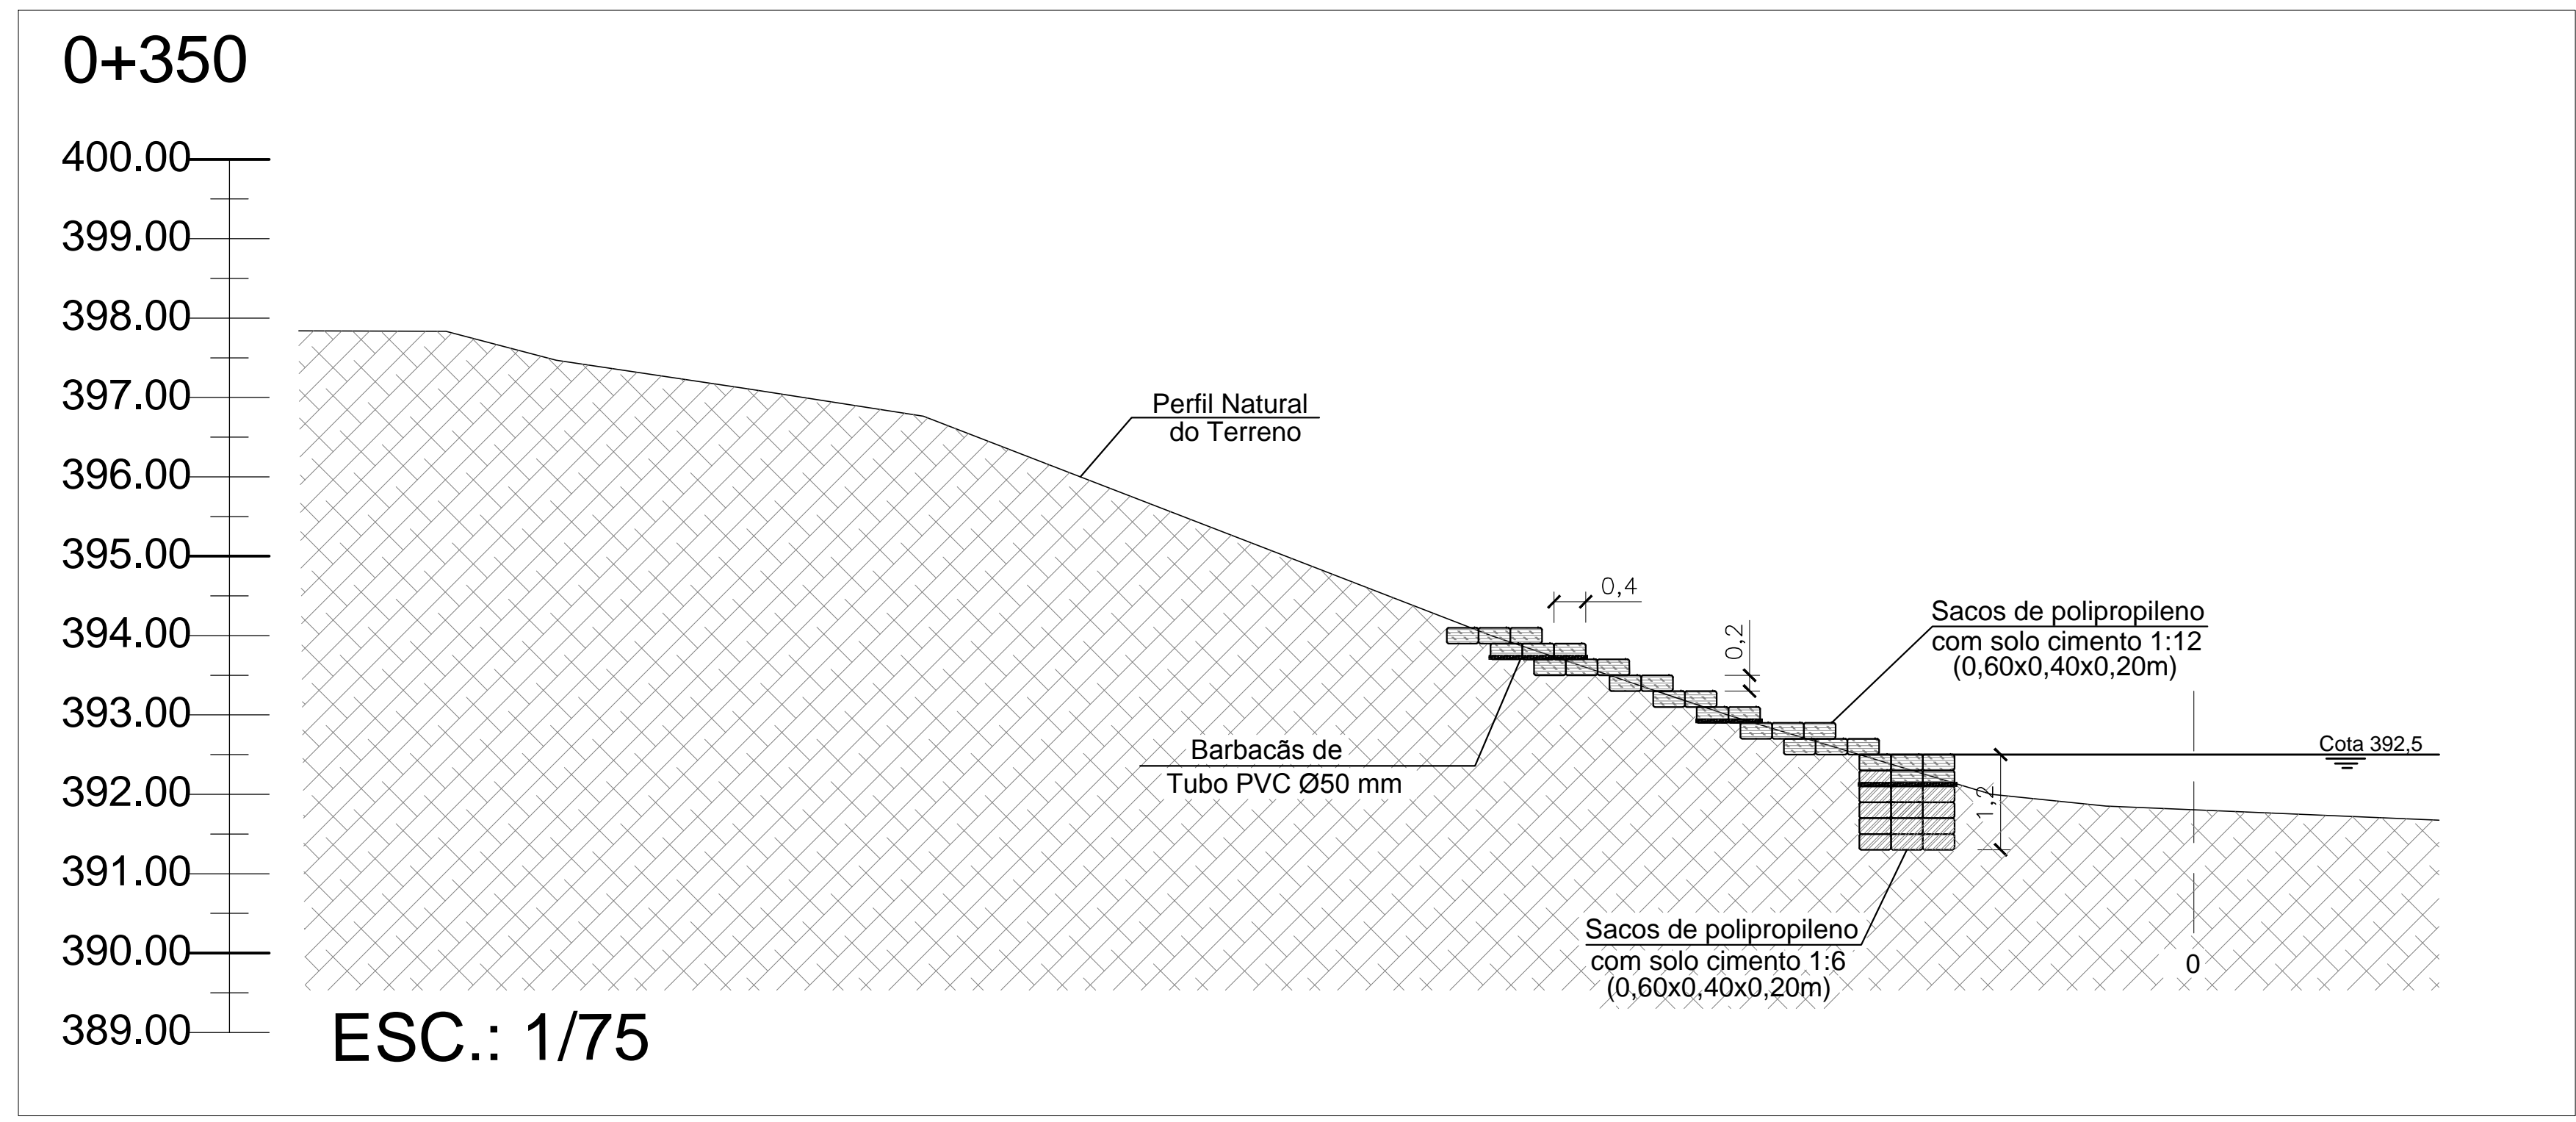 0+350
400.00
399.00
398.00
397.00
396.00
395.00
394.00
393.00
392.00
391.00
390.00
389.00
Perfil Natural
do Terreno
0,4
0,2
Sacos de polipropileno
com solo cimento 1:12
(0,60x0,40x0,20m)
Barbacãs de
Tubo PVC Ø50 mm
Cota 392,5
1,2
Sacos de polipropileno
com solo cimento 1:6
(0,60x0,40x0,20m)
0
ESC.: 1/75